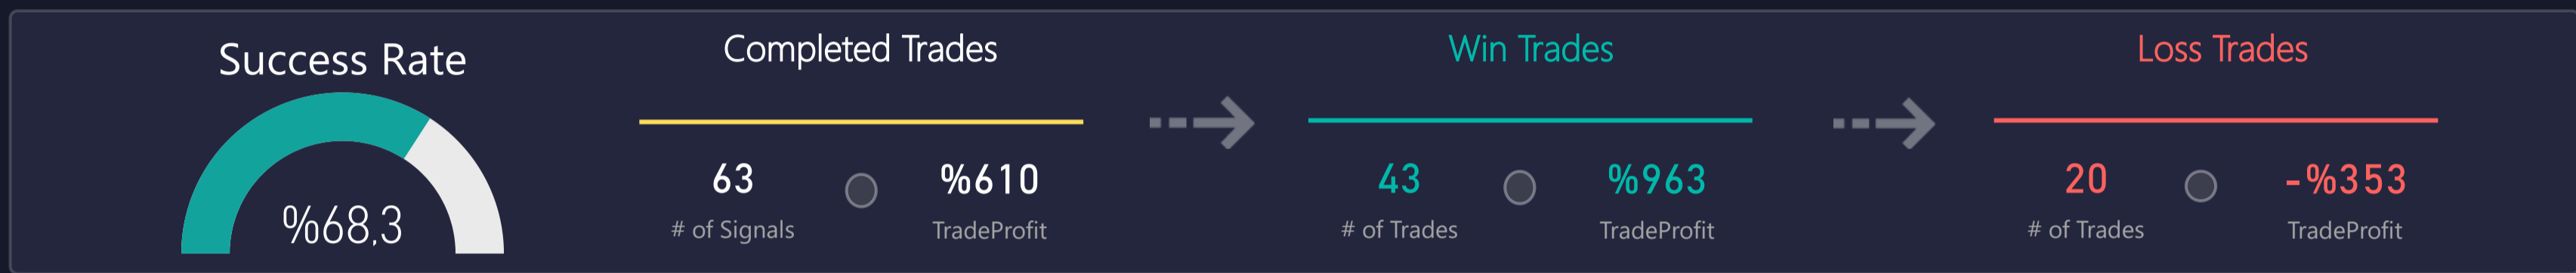 Success Rate
%68,3
Completed Trades
63
# of Signals
%610
TradeProfit
Win Trades
43
# of Trades
%963
TradeProfit
Loss Trades
20
# of Trades
-%353
TradeProfit